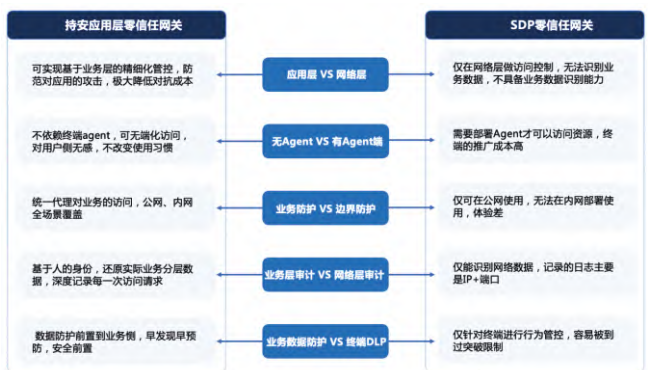 持安应用层零信任网关
SDP零信任网关
可实现基于业务层的精细化管控，防
范对应用的攻击，极大降低对抗成本
应用层 VS 网络层
仅在网络层做访问控制，无法识别业
务数据，不具备业务数据识别能力
不依赖终端agent，可无端化访问，
对用户侧无感，不改变使用习惯
无Agent VS 有Agent端
需要部署Agent才可以访问资源，终
端的推广成本高
统一代理对业务的访问，公网、内网
全场景覆盖
业务防护 VS 边界防护
仅可在公网使用，无法在内网部署使
用，体验差
基于人的身份，还原实际业务分层数
据，深度记录每一次访问请求
业务层审计 VS 网络层审计
仅能识别网络数据，记录的日志主要
是IP+端口
数据防护前置到业务侧，早发现早预
防，安全前置
业务数据防护 VS 终端DLP
仅针对终端进行行为管控，容易被到
过突破限制